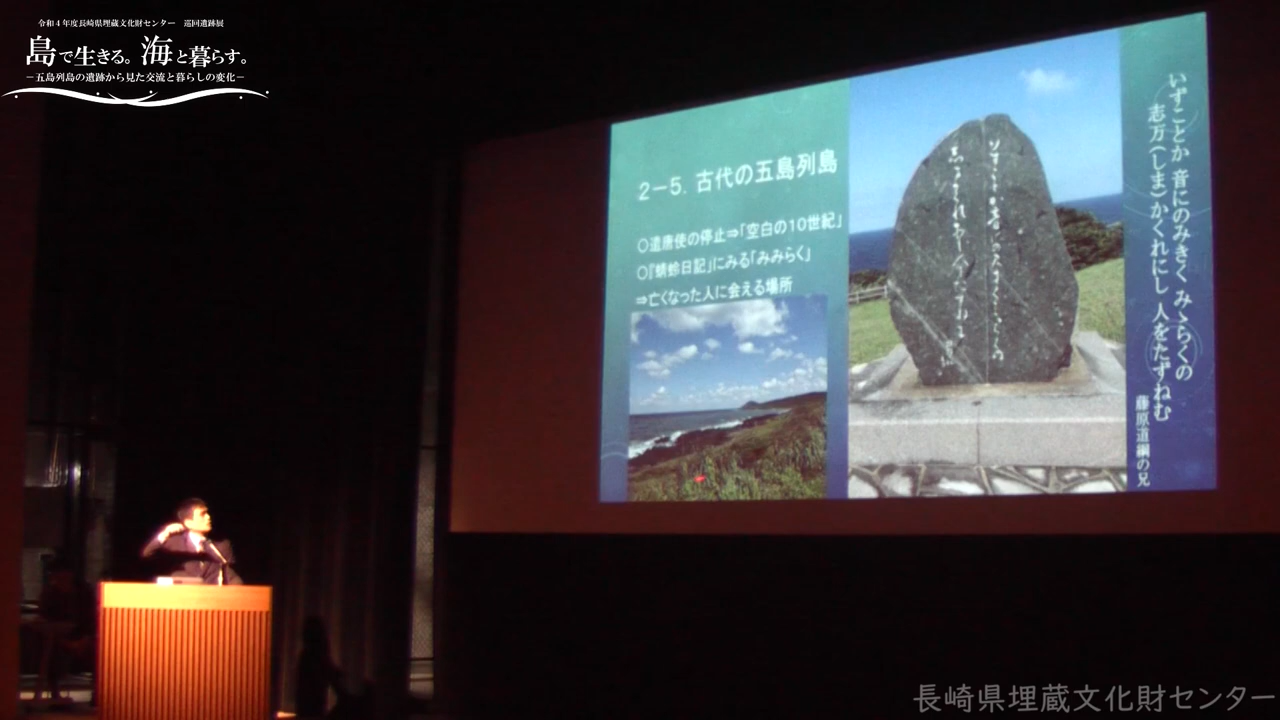 令和4年度長崎県埋蔵文化財センター 巡回遺跡展
島で生きる。海と暮らす。
－五島列島の遺跡から見た交流と暮らしの変化－
2－5. 古代の五島列島
○遣唐使の停止⇒「空白の10世紀」
○『蜻蛉日記』にみる「みみらく」
⇒亡くなった人に会える場所
いずことか 音にのみきく みゝらくの
志万(しま)かくれにし 人をたずねむ
藤原道綱の兄
長崎県埋蔵文化財センター